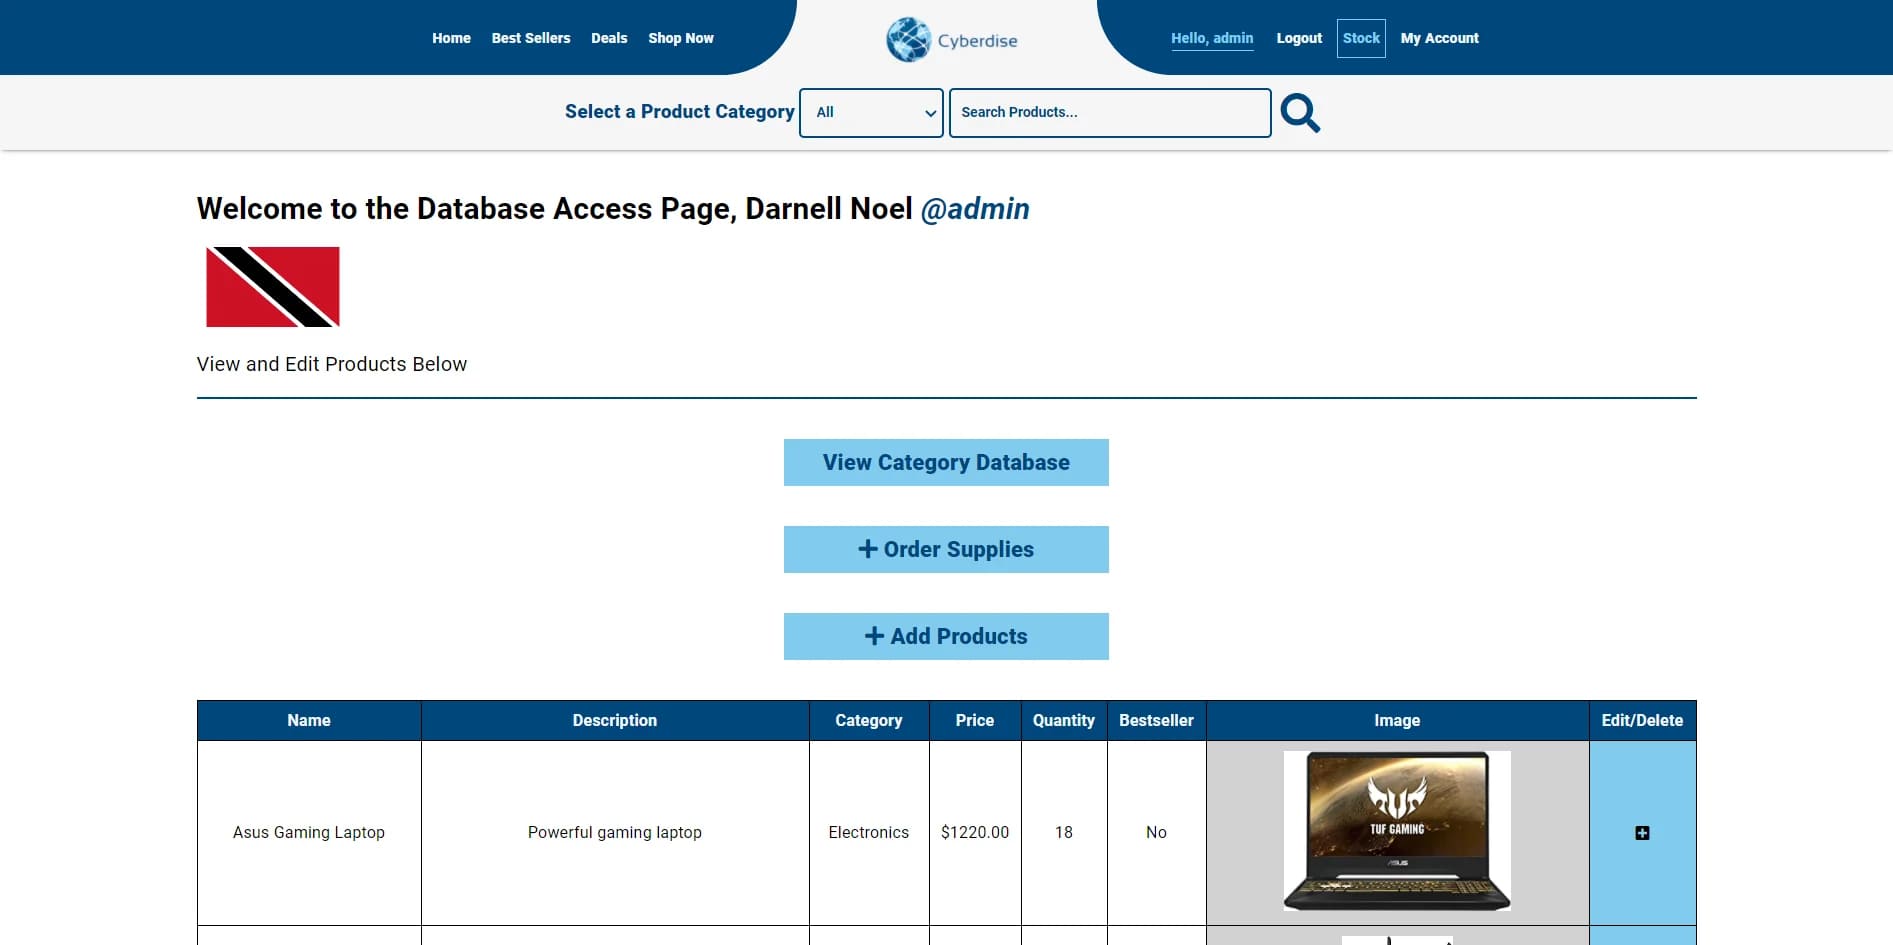 Home Best Sellers Deals Shop Now Cyberdise Hello, admin Logout Stock My Account
Select a Product Category All Search Products...
Welcome to the Database Access Page, Darnell Noel @admin
View and Edit Products Below
View Category Database
Order Supplies
Add Products
Name Description Category Price Quantity Bestseller Image Edit/Delete
Asus Gaming Laptop Powerful gaming laptop Electronics $1220.00 18 No
TUF GAMING
ASUS